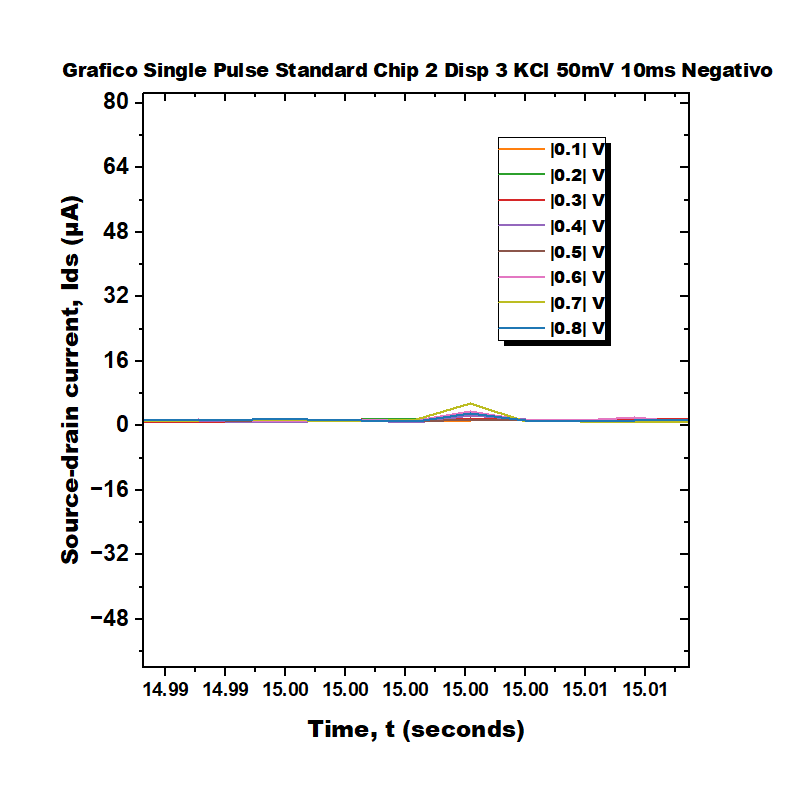 Grafico Single Pulse Standard Chip 2 Disp 3 KCl 50mV 10ms Negativo
80
64
48
32
16
0
−16
−32
−48
Source-drain current, Ids (µA)
|0.1| V
|0.2| V
|0.3| V
|0.4| V
|0.5| V
|0.6| V
|0.7| V
|0.8| V
14.99 14.99 15.00 15.00 15.00 15.00 15.00 15.01 15.01
Time, t (seconds)